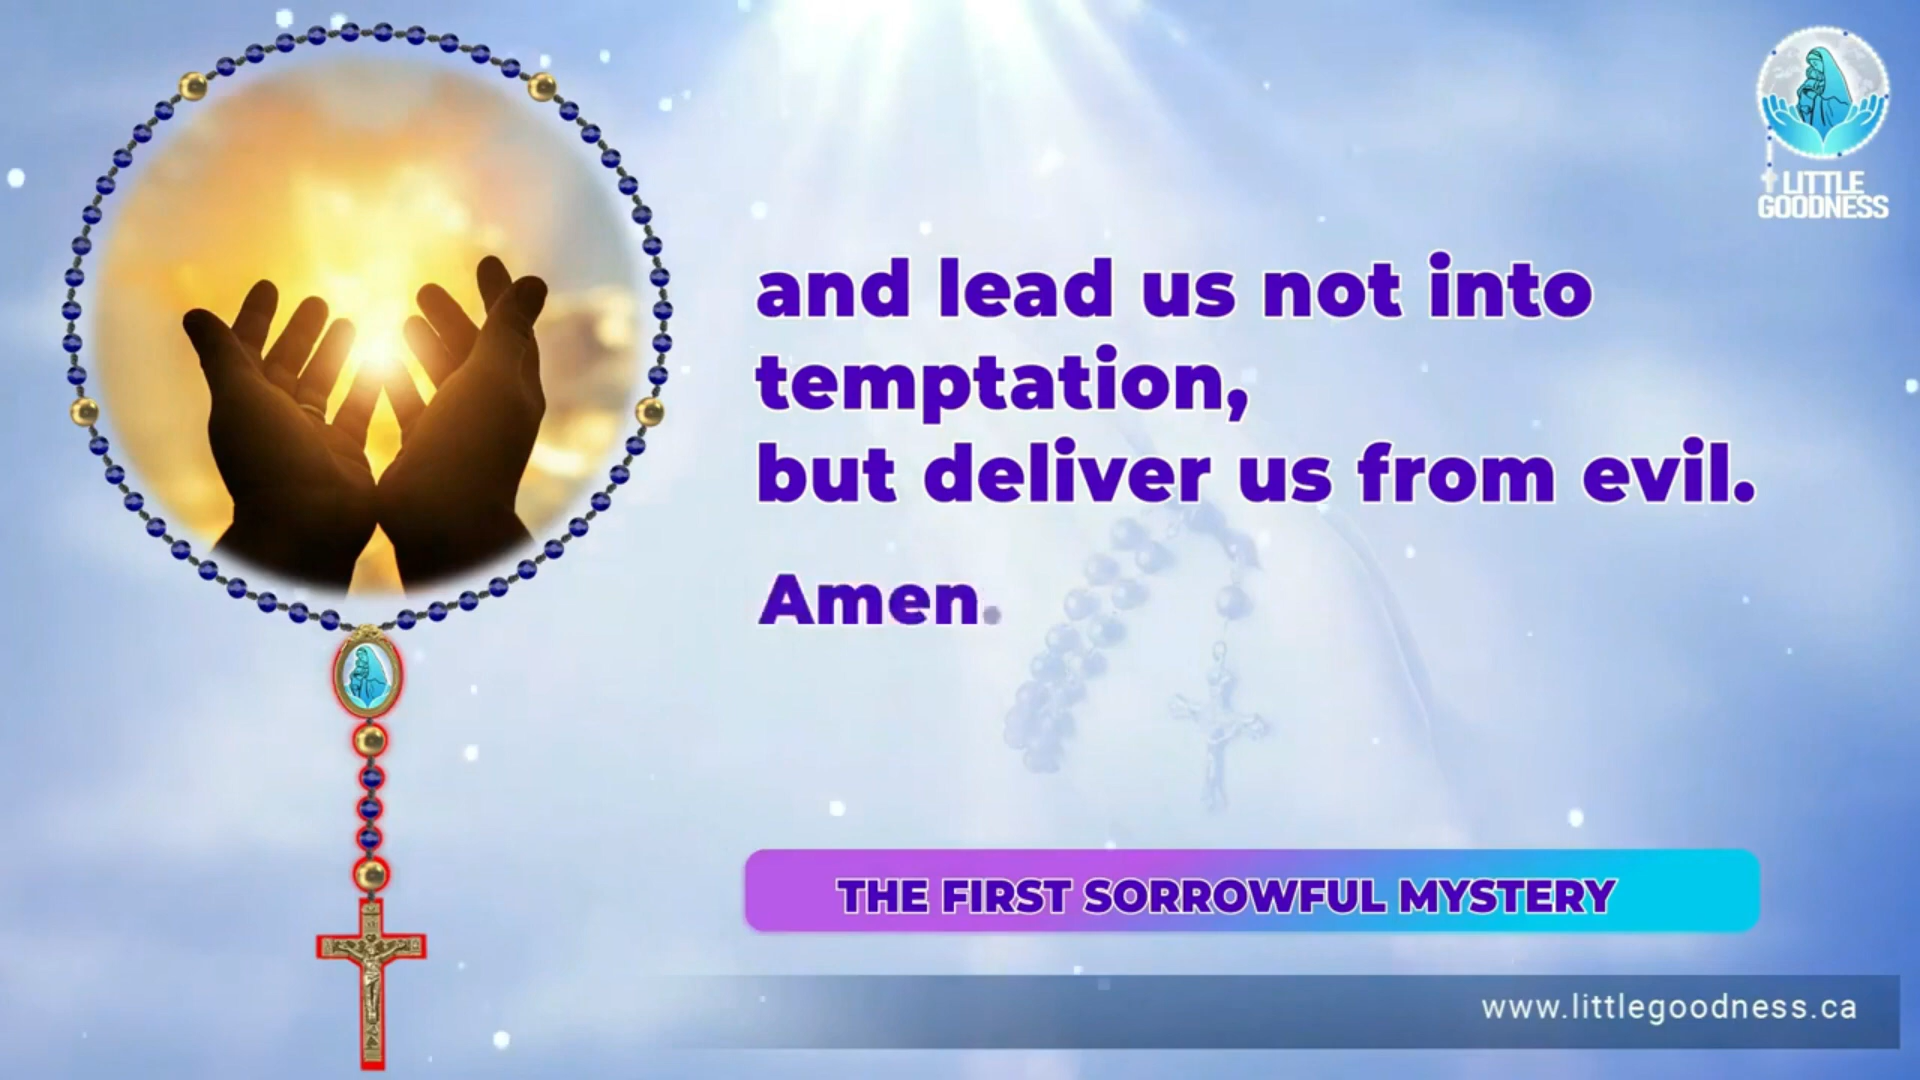 LITTLE
GOODNESS
and lead us not into
temptation,
but deliver us from evil.
Amen.
THE FIRST SORROWFUL MYSTERY
www.littlegoodness.ca